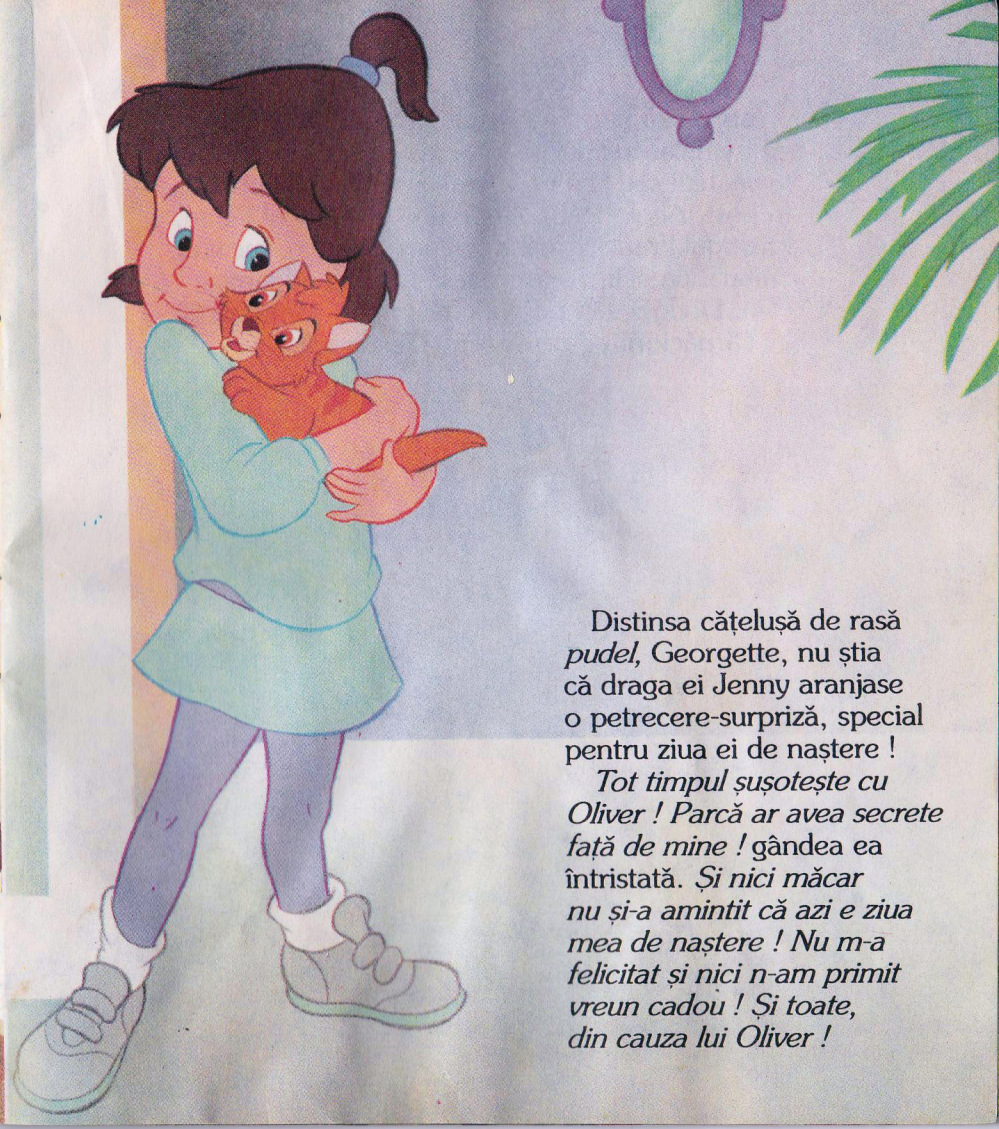 Distinsa cățelușă de rasă
pudel, Georgette, nu știa
că draga ei Jenny aranjase
o petrecere-surpriză, special
pentru ziua ei de naștere !
Tot timpul șușotește cu
Oliver ! Parcă ar avea secrete
față de mine ! gândea ea
întristată. Și nici măcar
nu și-a amintit că azi e ziua
mea de naștere ! Nu m-a
felicitat și nici n-am primit
vreun cadou ! Și toate,
din cauza lui Oliver !